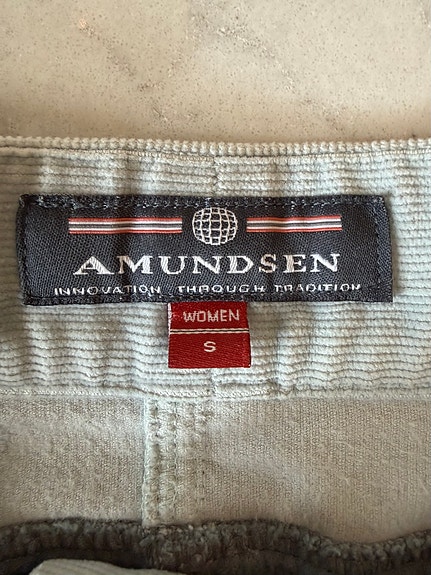 AMUNDSEN
INNOVATION THROUGH TRADITION
WOMEN
S